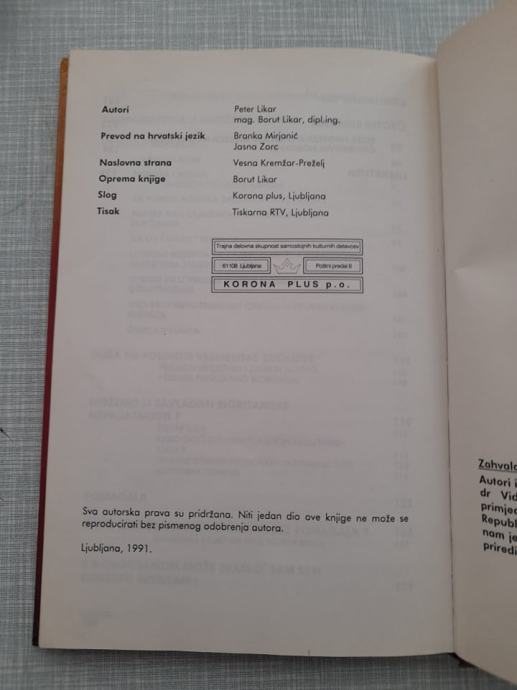 Autori Peter Likar
mag. Borut Likar, dipl.ing.
Prevod na hrvatski jezik Branka Mirjanić
Jasna Zorc
Naslovna strana Vesna Kremžar-Preželj
Oprema knjige Borut Likar
Slog Korona plus, Ljubljana
Tisak Tiskarna RTV, Ljubljana
Trajna delovna skupnost samostojnih kulturnih delavcev
61108 Ljubljana Poštni predal 8
KORONA PLUS p.o.
Sva autorska prava su pridržana. Niti jedan dio ove knjige ne može se
reproducirati bez pismenog odobrenja autora.
Ljubljana, 1991.
Zahvala
Autori i
dr Vid
primjed
Republ
nam je
priredi